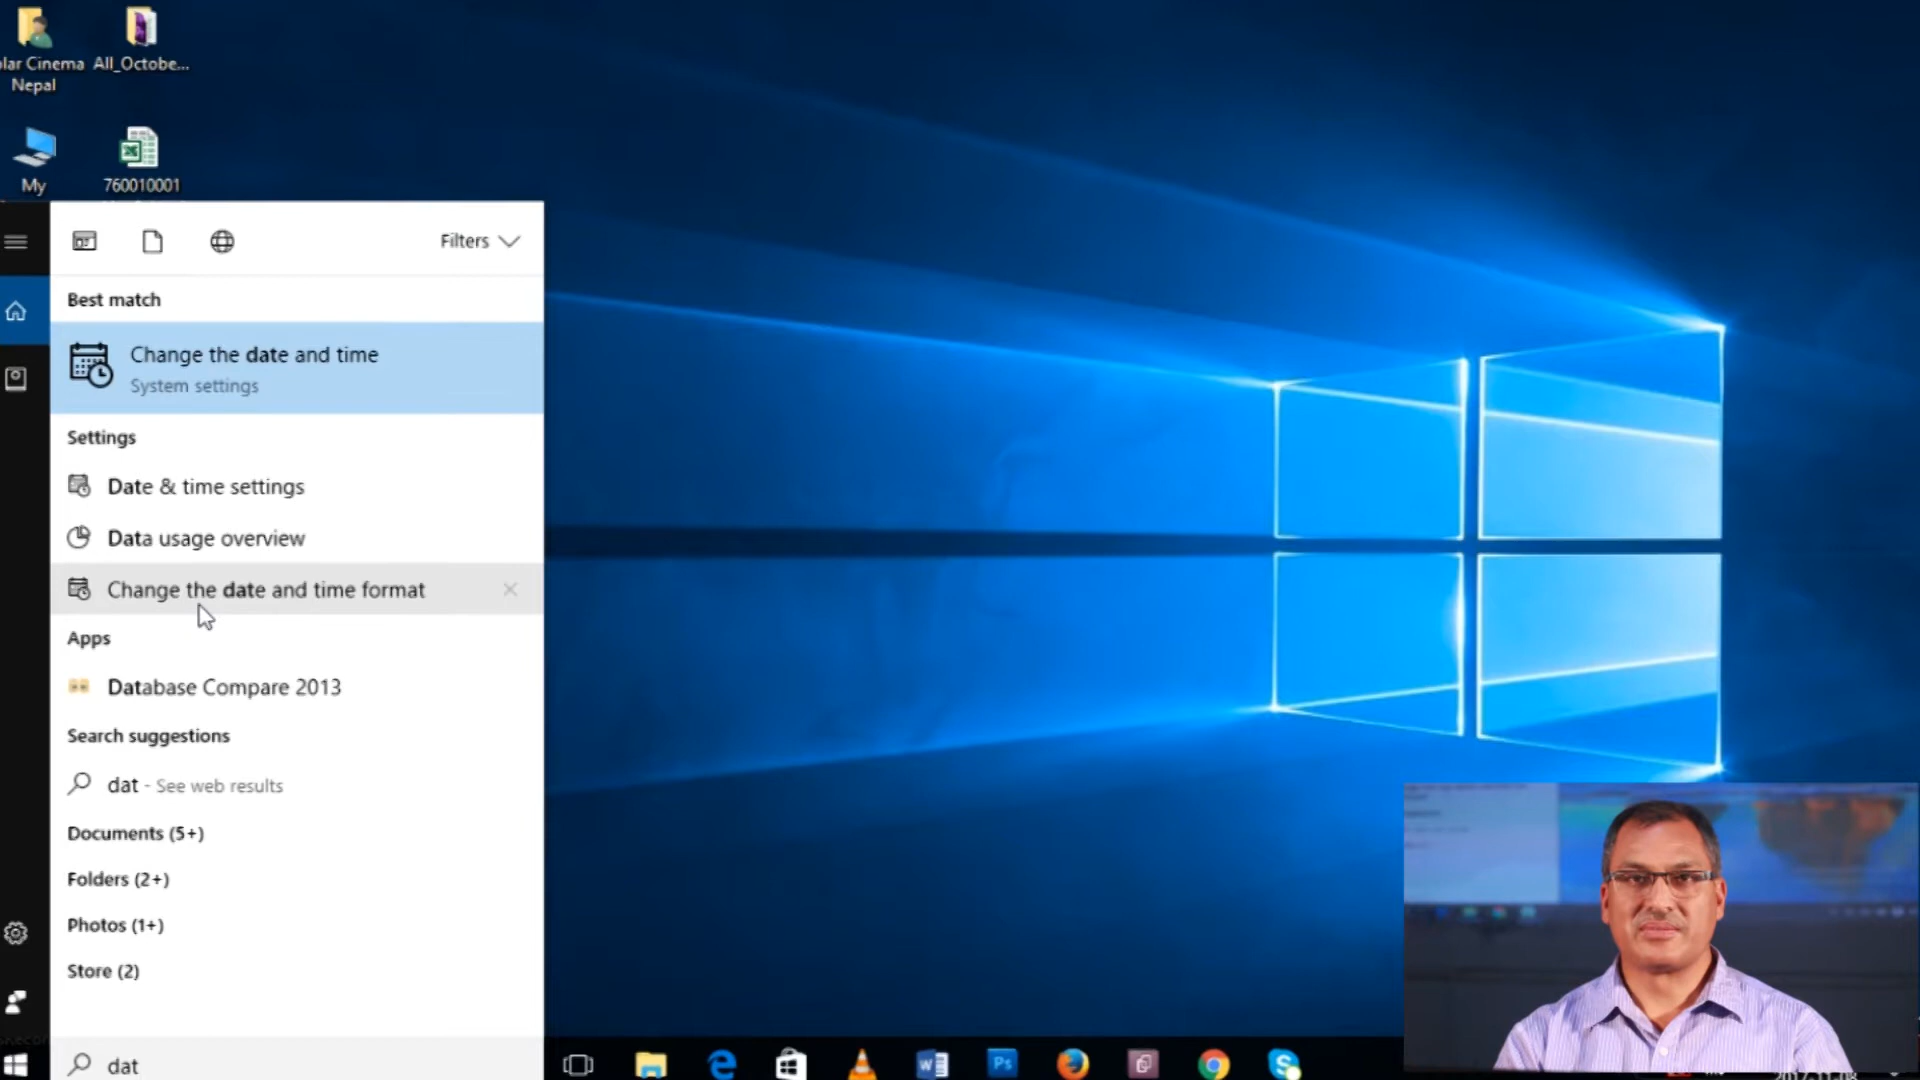 lar Cinema
Nepal
All_Octobe...
My
760010001
Filters
Best match
Change the date and time
System settings
Settings
Date & time settings
Data usage overview
Change the date and time format
Apps
Database Compare 2013
Search suggestions
dat - See web results
Documents (5+)
Folders (2+)
Photos (1+)
Store (2)
dat